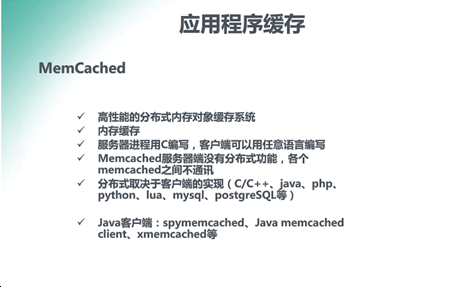 应用程序缓存
MemCached
✓ 高性能的分布式内存对象缓存系统
✓ 内存缓存
✓ 服务器进程用C编写，客户端可以用任意语言编写
✓ Memcached服务器端没有分布式功能，各个
memcached之间不通讯
✓ 分布式取决于客户端的实现（C/C++、java、php、
python、lua、mysql、postgreSQL等）
✓ Java客户端：spymemcached、Java memcached
client、xmemcached等